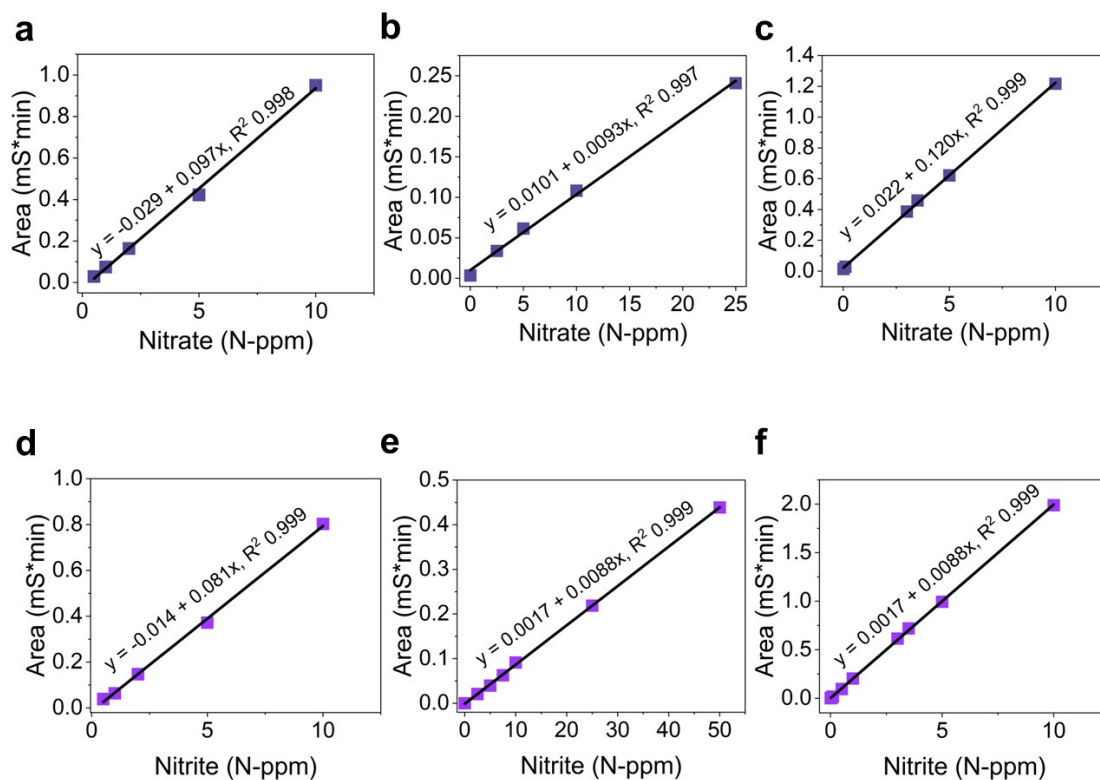 a
y = -0.029 + 0.097x, R² 0.998
Area (mS*min)
1.0
0.8
0.6
0.4
0.2
0.0
0 5 10
Nitrate (N-ppm)
b
y = 0.0101 + 0.0093x, R² 0.997
Area (mS*min)
0.25
0.20
0.15
0.10
0.05
0.00
0 5 10 15 20 25
Nitrate (N-ppm)
c
y = 0.022 + 0.120x, R² 0.999
Area (mS*min)
1.4
1.2
1.0
0.8
0.6
0.4
0.2
0.0
0 5 10
Nitrate (N-ppm)
d
y = -0.014 + 0.081x, R² 0.999
Area (mS*min)
1.0
0.8
0.6
0.4
0.2
0.0
0 5 10
Nitrite (N-ppm)
e
y = 0.0017 + 0.0088x, R² 0.999
Area (mS*min)
0.5
0.4
0.3
0.2
0.1
0.0
0 10 20 30 40 50
Nitrite (N-ppm)
f
y = 0.0017 + 0.0088x, R² 0.999
Area (mS*min)
2.0
1.5
1.0
0.5
0.0
0 5 10
Nitrite (N-ppm)